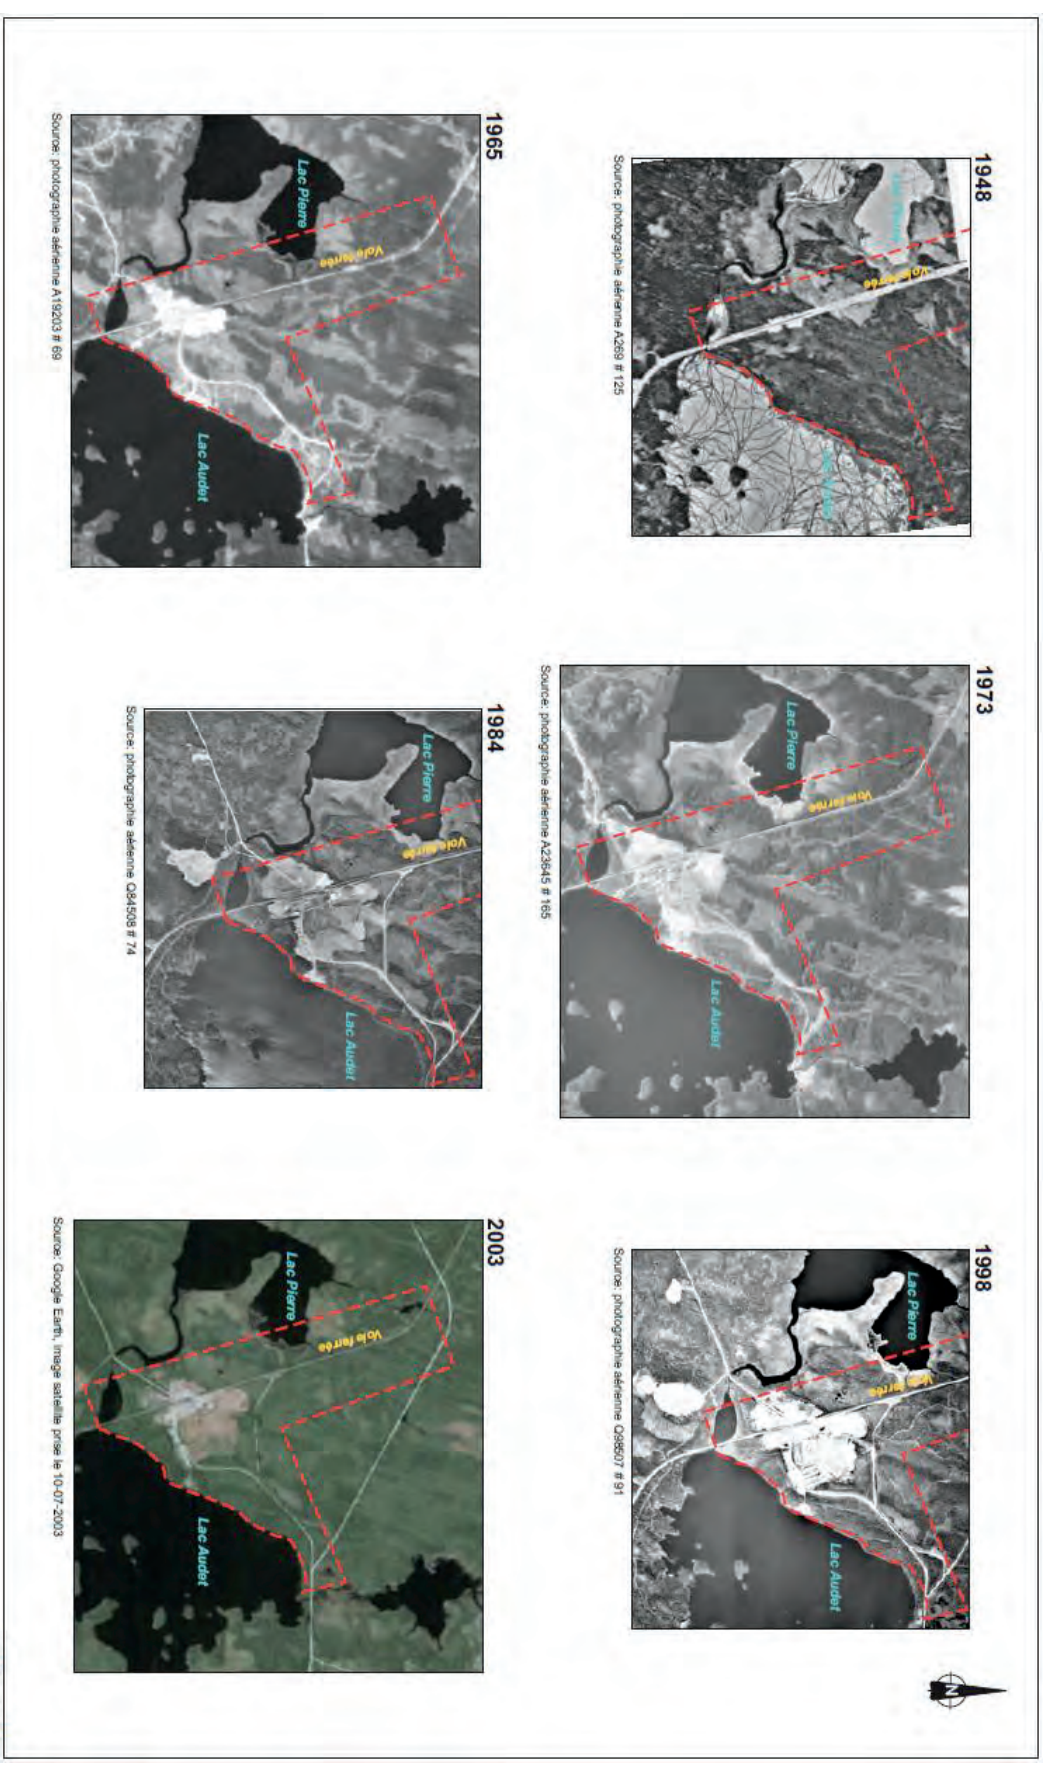 1948
Voie ferrée
Source: photographie aérienne A269 # 125
1973
Lac Pierre
Voie ferrée
Lac Audet
Source: photographie aérienne A23645 # 165
1998
Lac Pierre
Voie ferrée
Lac Audet
Source: photographie aérienne Q98507 # 91
N
1965
Lac Pierre
Voie ferrée
Lac Audet
Source: photographie aérienne A19203 # 69
1984
Lac Pierre
Voie ferrée
Lac Audet
Source: photographie aérienne Q84508 # 74
2003
Lac Pierre
Voie ferrée
Lac Audet
Source: Google Earth, image satellite prise le 10-07-2003